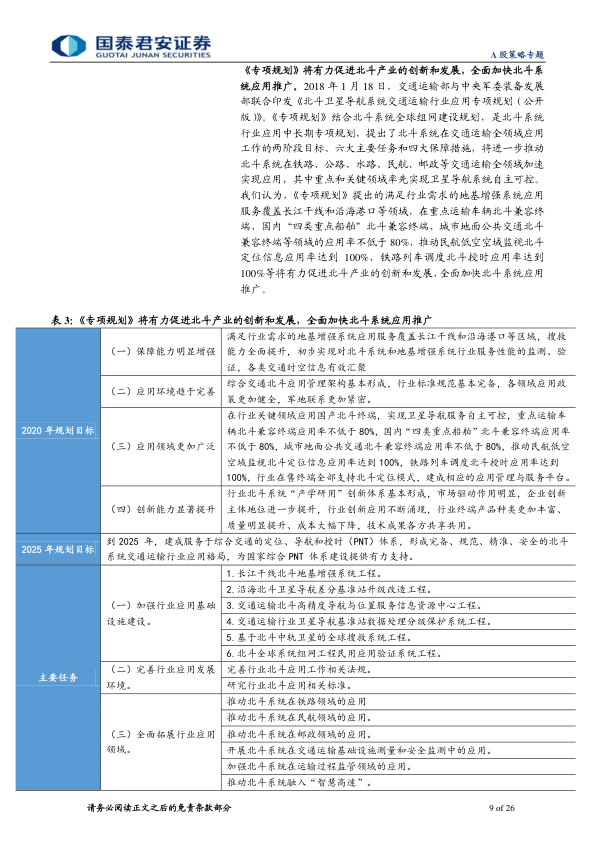 国泰君安证券
GUOTAI JUNAN SECURITIES
A 股策略专题
《专项规划》将有力促进北斗产业的创新和发展，全面加快北斗系
统应用推广。2018 年 1 月 18 日，交通运输部与中央军委装备发展
部联合印发《北斗卫星导航系统交通运输行业应用专项规划（公开
版）》。《专项规划》结合北斗系统全球组网建设规划，是北斗系统
行业应用中长期专项规划，提出了北斗系统在交通运输全领域应用
工作的两阶段目标、六大主要任务和四大保障措施，将进一步推动
北斗系统在铁路、公路、水路、民航、邮政等交通运输全领域加速
实现应用，其中重点和关键领域率先实现卫星导航系统自主可控。
我们认为，《专项规划》提出的满足行业需求的地基增强系统应用
服务覆盖长江干线和沿海港口等领域，在重点运输车辆北斗兼容终
端、国内“四类重点船舶”北斗兼容终端、城市地面公共交通北斗
兼容终端等领域的应用率不低于 80%，推动民航低空空域监视北斗
定位信息应用率达到 100%，铁路列车调度北斗授时应用率达到
100%等将有力促进北斗产业的创新和发展，全面加快北斗系统应用
推广。
表 3:《专项规划》将有力促进北斗产业的创新和发展，全面加快北斗系统应用推广
2020 年规划目标
（一）保障能力明显增强
满足行业需求的地基增强系统应用服务覆盖长江干线和沿海港口等区域，搜救
能力全面提升，初步实现对北斗系统和地基增强系统行业服务性能的监测、验
证，各类交通时空信息有效汇聚
（二）应用环境趋于完善
综合交通北斗应用管理架构基本形成，行业标准规范基本完备，各领域应用政
策更加健全，军地联系更加紧密。
（三）应用领域更加广泛
在行业关键领域应用国产北斗终端，实现卫星导航服务自主可控，重点运输车
辆北斗兼容终端应用率不低于 80%，国内“四类重点船舶”北斗兼容终端应用率
不低于 80%，城市地面公共交通北斗兼容终端应用率不低于 80%，推动民航低空
空域监视北斗定位信息应用率达到 100%，铁路列车调度北斗授时应用率达到
100%，行业在售终端全部支持北斗定位模式，建成相应的应用管理与服务平台。
（四）创新能力显著提升
行业北斗系统“产学研用”创新体系基本形成，市场驱动作用明显，企业创新
主体地位进一步提升，行业创新应用不断涌现，行业终端产品种类更加丰富、
质量明显提升、成本大幅下降，技术成果各方共享共用。
2025 年规划目标
到 2025 年，建成服务于综合交通的定位、导航和授时（PNT）体系，形成完备、规范、精准、安全的北斗
系统交通运输行业应用格局，为国家综合 PNT 体系建设提供有力支持。
主要任务
（一）加强行业应用基础
设施建设。
1.长江干线北斗地基增强系统工程。
2.沿海北斗卫星导航差分基准站升级改造工程。
3.交通运输北斗高精度导航与位置服务信息资源中心工程。
4.交通运输行业卫星导航基准站数据处理分级保护系统工程。
5.基于北斗中轨卫星的全球搜救系统工程。
6.北斗全球系统组网工程民用应用验证系统工程。
（二）完善行业应用发展
环境。
完善行业北斗应用工作相关法规。
研究行业北斗应用相关标准。
（三）全面拓展行业应用
领域。
推动北斗系统在铁路领域的应用
推动北斗系统在民航领域的应用。
推动北斗系统在邮政领域的应用。
开展北斗系统在交通运输基础设施测量和安全监测中的应用。
加强北斗系统在运输过程监管领域的应用。
推动北斗系统融入“智慧高速”。
请务必阅读正文之后的免责条款部分
9 of 26